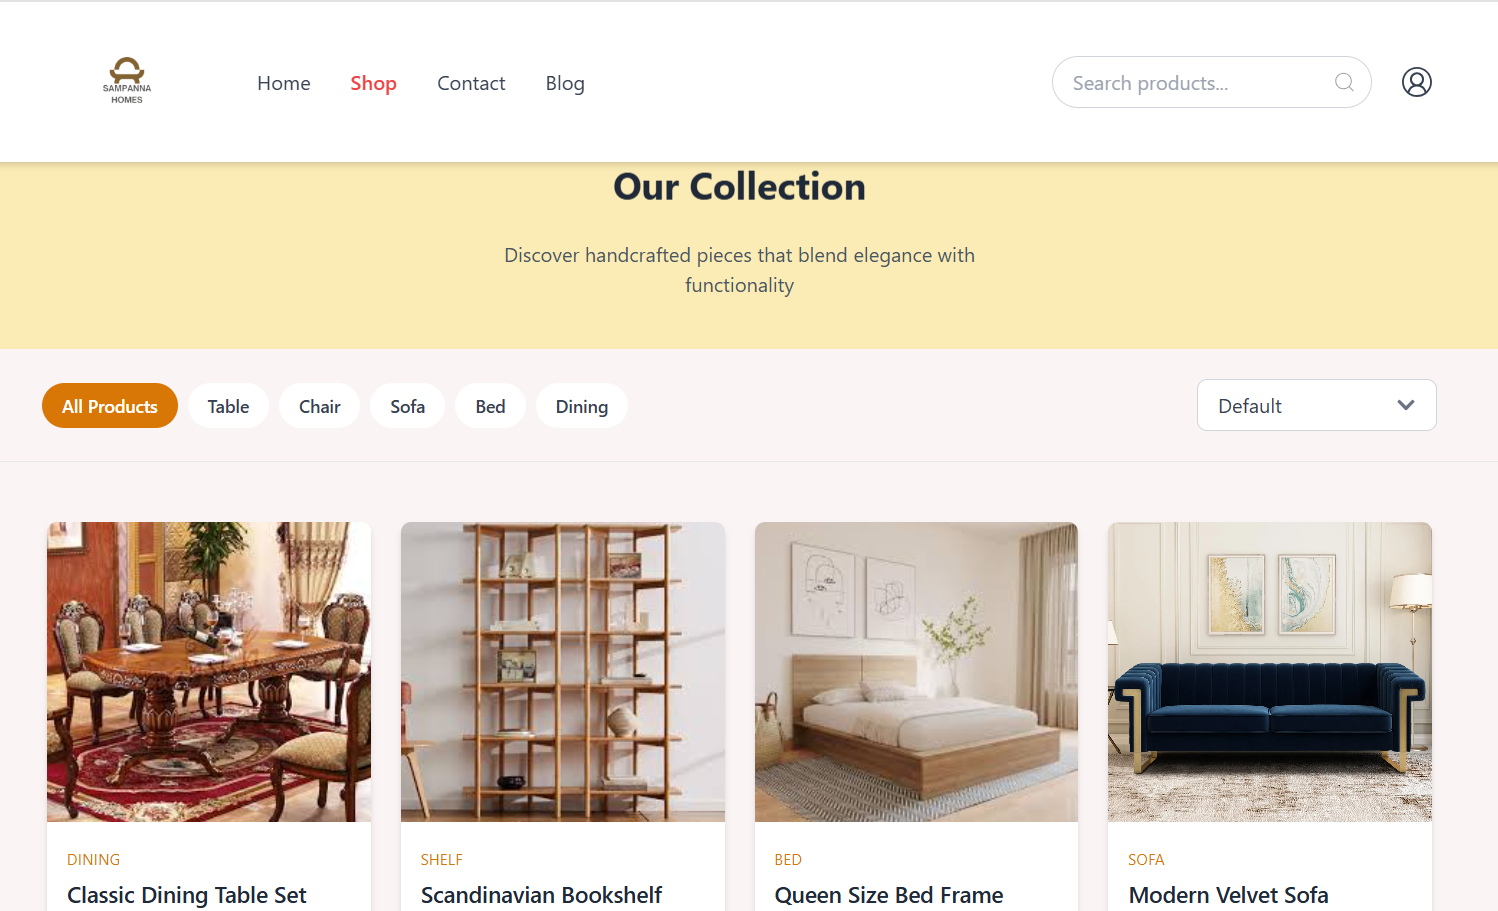 SAMPANNA
HOMES
Home
Shop
Contact
Blog
Search products...
Our Collection
Discover handcrafted pieces that blend elegance with
functionality
All Products
Table
Chair
Sofa
Bed
Dining
Default
DINING
Classic Dining Table Set
SHELF
Scandinavian Bookshelf
BED
Queen Size Bed Frame
SOFA
Modern Velvet Sofa